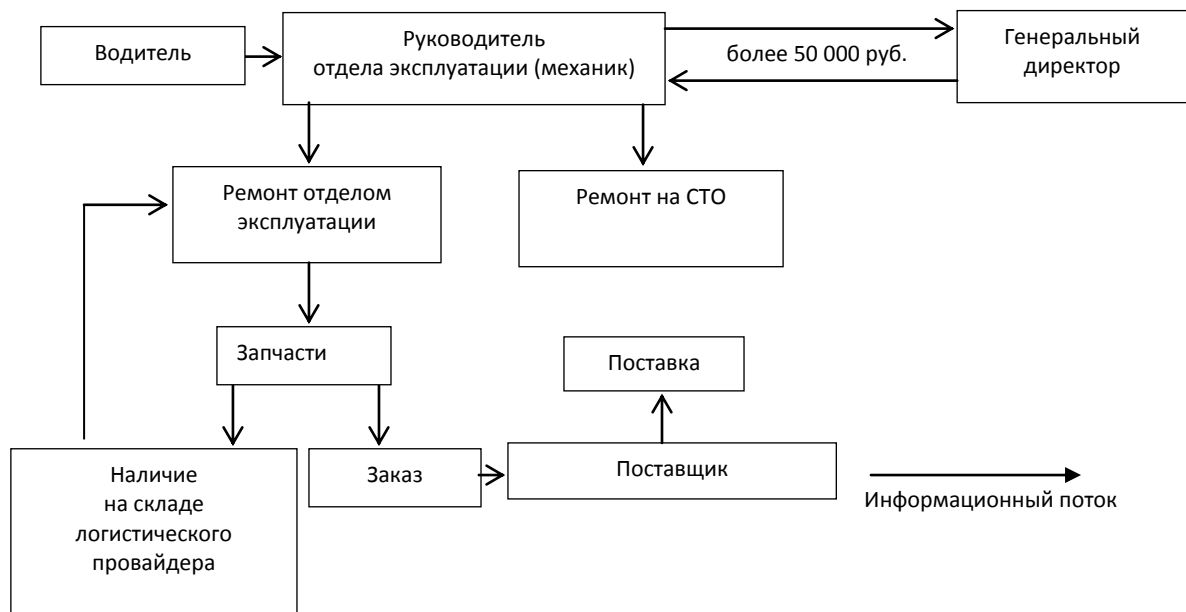 Водитель
Руководитель
отдела эксплуатации (механик)
более 50 000 руб.
Генеральный
директор
Ремонт отделом
эксплуатации
Ремонт на СТО
Запчасти
Поставка
Наличие
на складе
логистического
провайдера
Заказ
Поставщик
Информационный поток